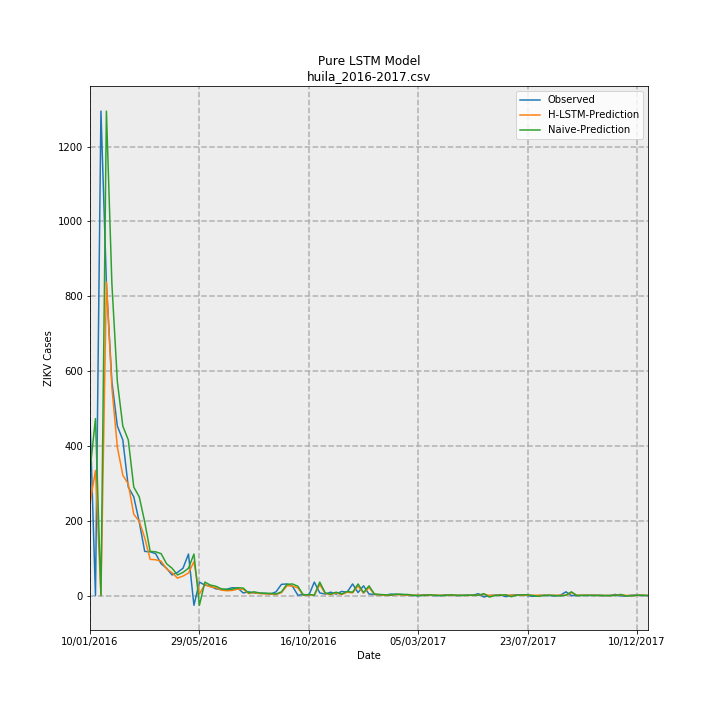 Pure LSTM Model
huila_2016-2017.csv
Observed
H-LSTM-Prediction
Naive-Prediction
1200
1000
800
600
400
200
0
ZIKV Cases
10/01/2016 29/05/2016 16/10/2016 05/03/2017 23/07/2017 10/12/2017
Date